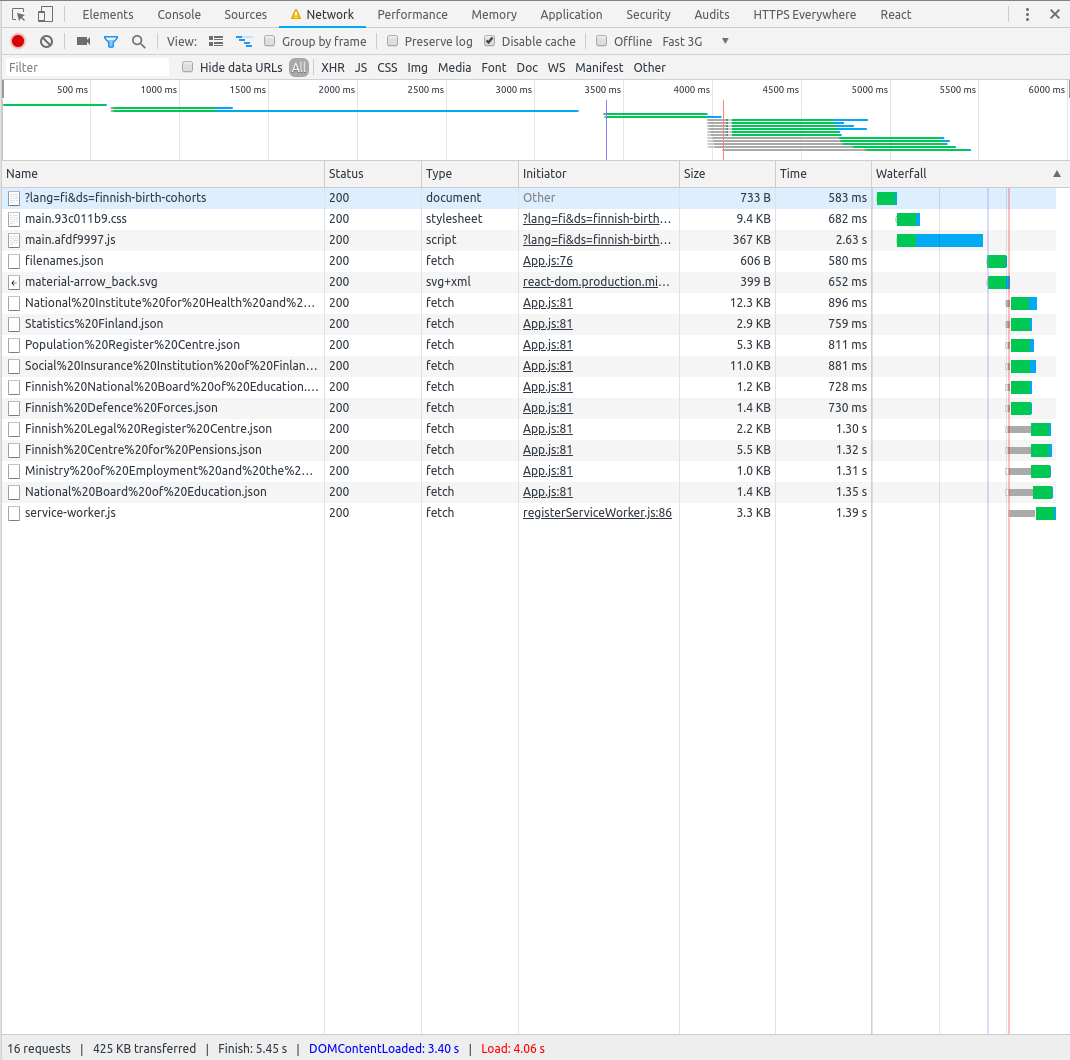 Elements Console Sources Network Performance Memory Application Security Audits HTTPS Everywhere React
View: Group by frame Preserve log Disable cache Offline Fast 3G
Filter Hide data URLs All XHR JS CSS Img Media Font Doc WS Manifest Other
500 ms 1000 ms 1500 ms 2000 ms 2500 ms 3000 ms 3500 ms 4000 ms 4500 ms 5000 ms 5500 ms 6000 ms
Name Status Type Initiator Size Time Waterfall
?lang=fi&ds=finnish-birth-cohorts 200 document Other 733 B 583 ms
main.93c011b9.css 200 stylesheet ?lang=fi&ds=finnish-birth... 9.4 KB 682 ms
main.afdf9997.js 200 script ?lang=fi&ds=finnish-birth... 367 KB 2.63 s
filenames.json 200 fetch App.js:76 606 B 580 ms
material-arrow_back.svg 200 svg+xml react-dom.production.mi... 399 B 652 ms
National%20Institute%20for%20Health%20and%2... 200 fetch App.js:81 12.3 KB 896 ms
Statistics%20Finland.json 200 fetch App.js:81 2.9 KB 759 ms
Population%20Register%20Centre.json 200 fetch App.js:81 5.3 KB 811 ms
Social%20Insurance%20Institution%20of%20Finlan... 200 fetch App.js:81 11.0 KB 881 ms
Finnish%20National%20Board%20of%20Education.... 200 fetch App.js:81 1.2 KB 728 ms
Finnish%20Defence%20Forces.json 200 fetch App.js:81 1.4 KB 730 ms
Finnish%20Legal%20Register%20Centre.json 200 fetch App.js:81 2.2 KB 1.30 s
Finnish%20Centre%20for%20Pensions.json 200 fetch App.js:81 5.5 KB 1.32 s
Ministry%20of%20Employment%20and%20the%2... 200 fetch App.js:81 1.0 KB 1.31 s
National%20Board%20of%20Education.json 200 fetch App.js:81 1.4 KB 1.35 s
service-worker.js 200 fetch registerServiceWorker.js:86 3.3 KB 1.39 s
16 requests | 425 KB transferred | Finish: 5.45 s | DOMContentLoaded: 3.40 s | Load: 4.06 s